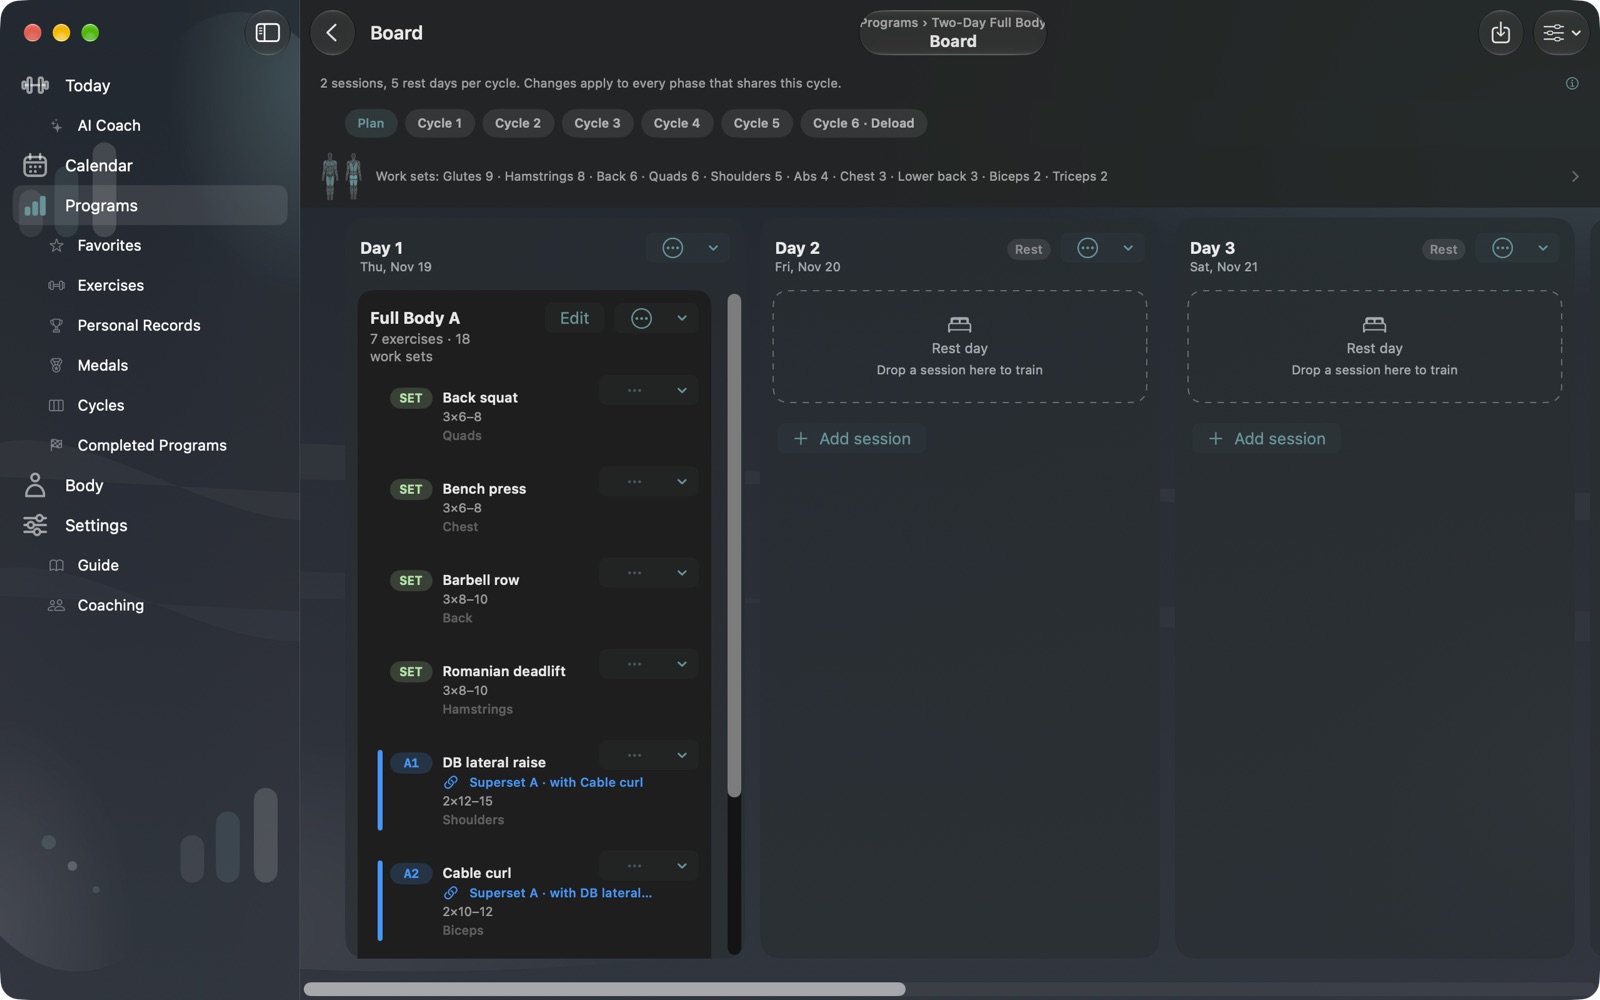 Board
Programs › Two-Day Full Body
Board
Today
AI Coach
Calendar
Programs
Favorites
Exercises
Personal Records
Medals
Cycles
Completed Programs
Body
Settings
Guide
Coaching
2 sessions, 5 rest days per cycle. Changes apply to every phase that shares this cycle.
Plan
Cycle 1
Cycle 2
Cycle 3
Cycle 4
Cycle 5
Cycle 6 · Deload
Work sets: Glutes 9 · Hamstrings 8 · Back 6 · Quads 6 · Shoulders 5 · Abs 4 · Chest 3 · Lower back 3 · Biceps 2 · Triceps 2
Day 1
Thu, Nov 19
Full Body A
Edit
7 exercises · 18
work sets
SET
Back squat
3×6–8
Quads
SET
Bench press
3×6–8
Chest
SET
Barbell row
3×8–10
Back
SET
Romanian deadlift
3×8–10
Hamstrings
A1
DB lateral raise
Superset A · with Cable curl
2×12–15
Shoulders
A2
Cable curl
Superset A · with DB lateral...
2×10–12
Biceps
Day 2
Fri, Nov 20
Rest
Rest day
Drop a session here to train
+ Add session
Day 3
Sat, Nov 21
Rest
Rest day
Drop a session here to train
+ Add session